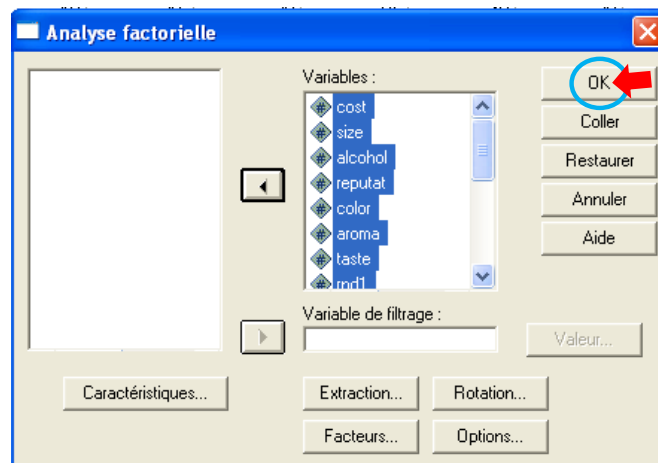 Analyse factorielle
Variables :
cost
size
alcohol
reputat
color
aroma
taste
rnd1
OK
Coller
Restaurer
Annuler
Aide
Variable de filtrage :
Valeur...
Caractéristiques...
Extraction...
Rotation...
Facteurs...
Options...